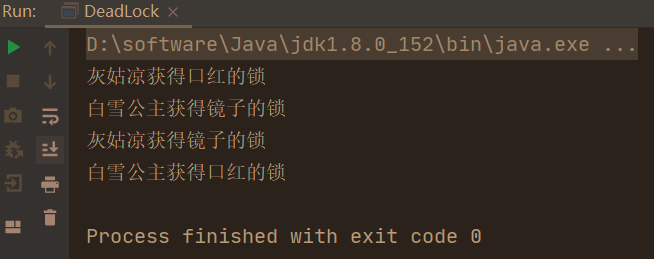 Run: DeadLock
D:\software\Java\jdk1.8.0_152\bin\java.exe ...
灰姑凉获得口红的锁
白雪公主获得镜子的锁
灰姑凉获得镜子的锁
白雪公主获得口红的锁
Process finished with exit code 0